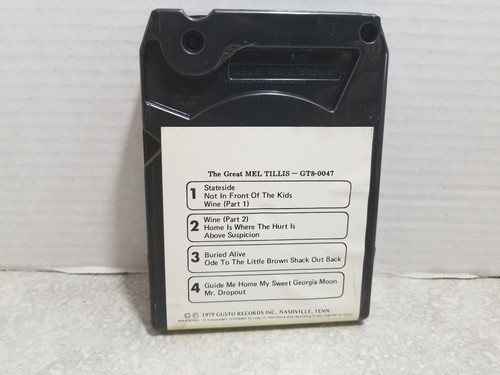 The Great MEL TILLIS — GT8-0047
1 Stateside
Not In Front Of The Kids
Wine (Part 1)
2 Wine (Part 2)
Home Is Where The Hurt Is
Above Suspicion
3 Buried Alive
Ode To The Little Brown Shack Out Back
4 Guide Me Home My Sweet Georgia Moon
Mr. Dropout
© ℗ 1979 GUSTO RECORDS INC., NASHVILLE, TENN.